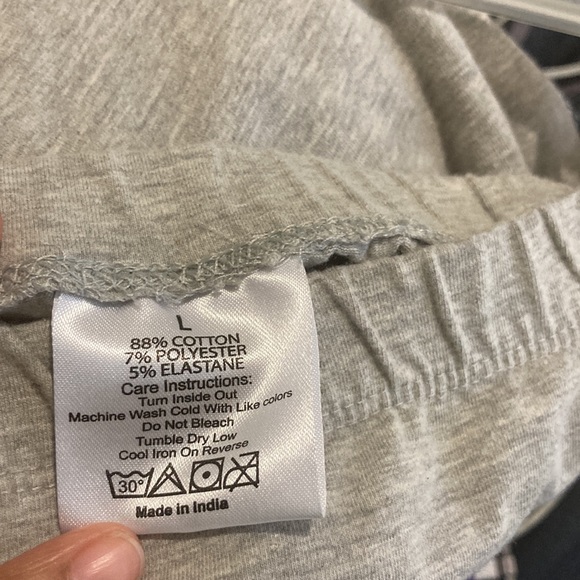 L
88% COTTON
7% POLYESTER
5% ELASTANE
Care Instructions:
Turn Inside Out
Machine Wash Cold With Like colors
Do Not Bleach
Tumble Dry Low
Cool Iron On Reverse
30°
Made in India